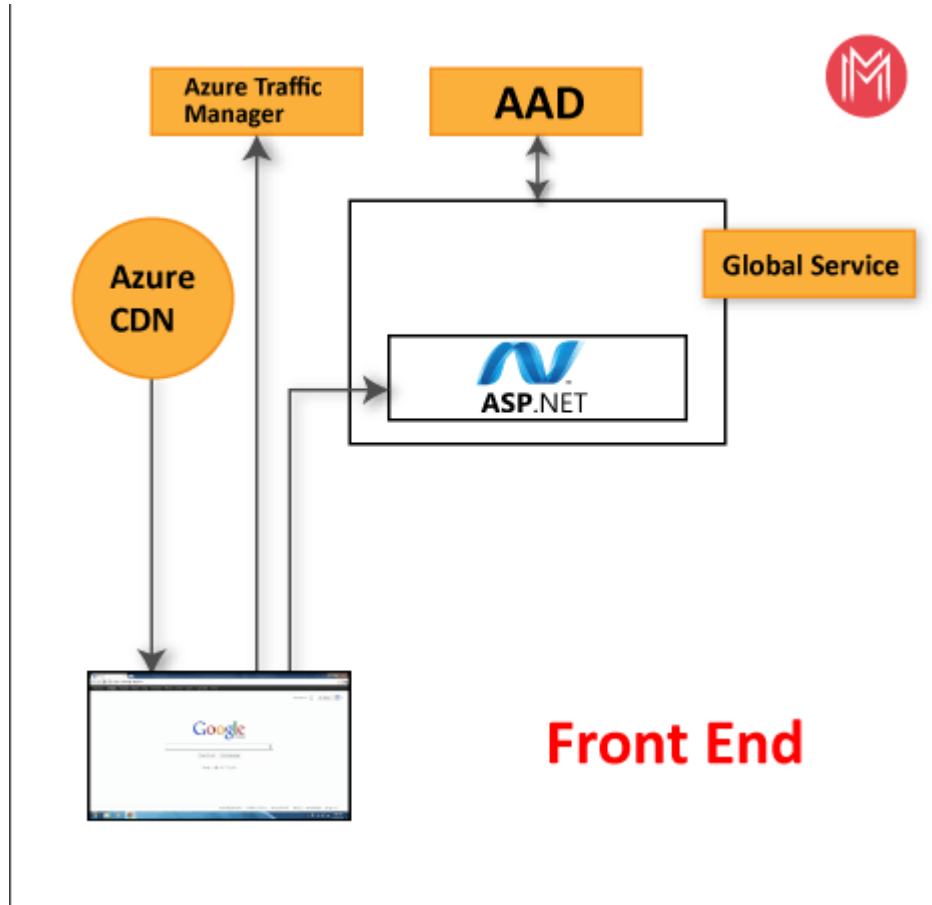 Azure Traffic
Manager
AAD
Azure
CDN
Global Service
ASP.NET
Google
Front End